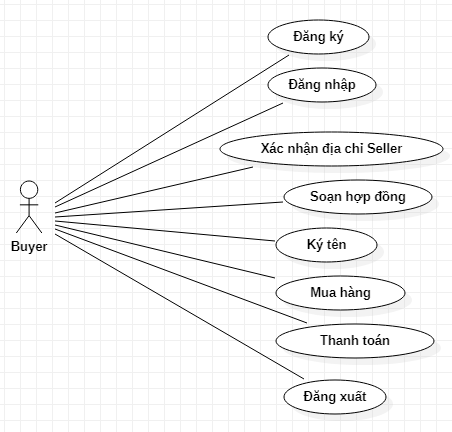 Đăng ký
Đăng nhập
Xác nhận địa chỉ Seller
Soạn hợp đồng
Buyer
Ký tên
Mua hàng
Thanh toán
Đăng xuất